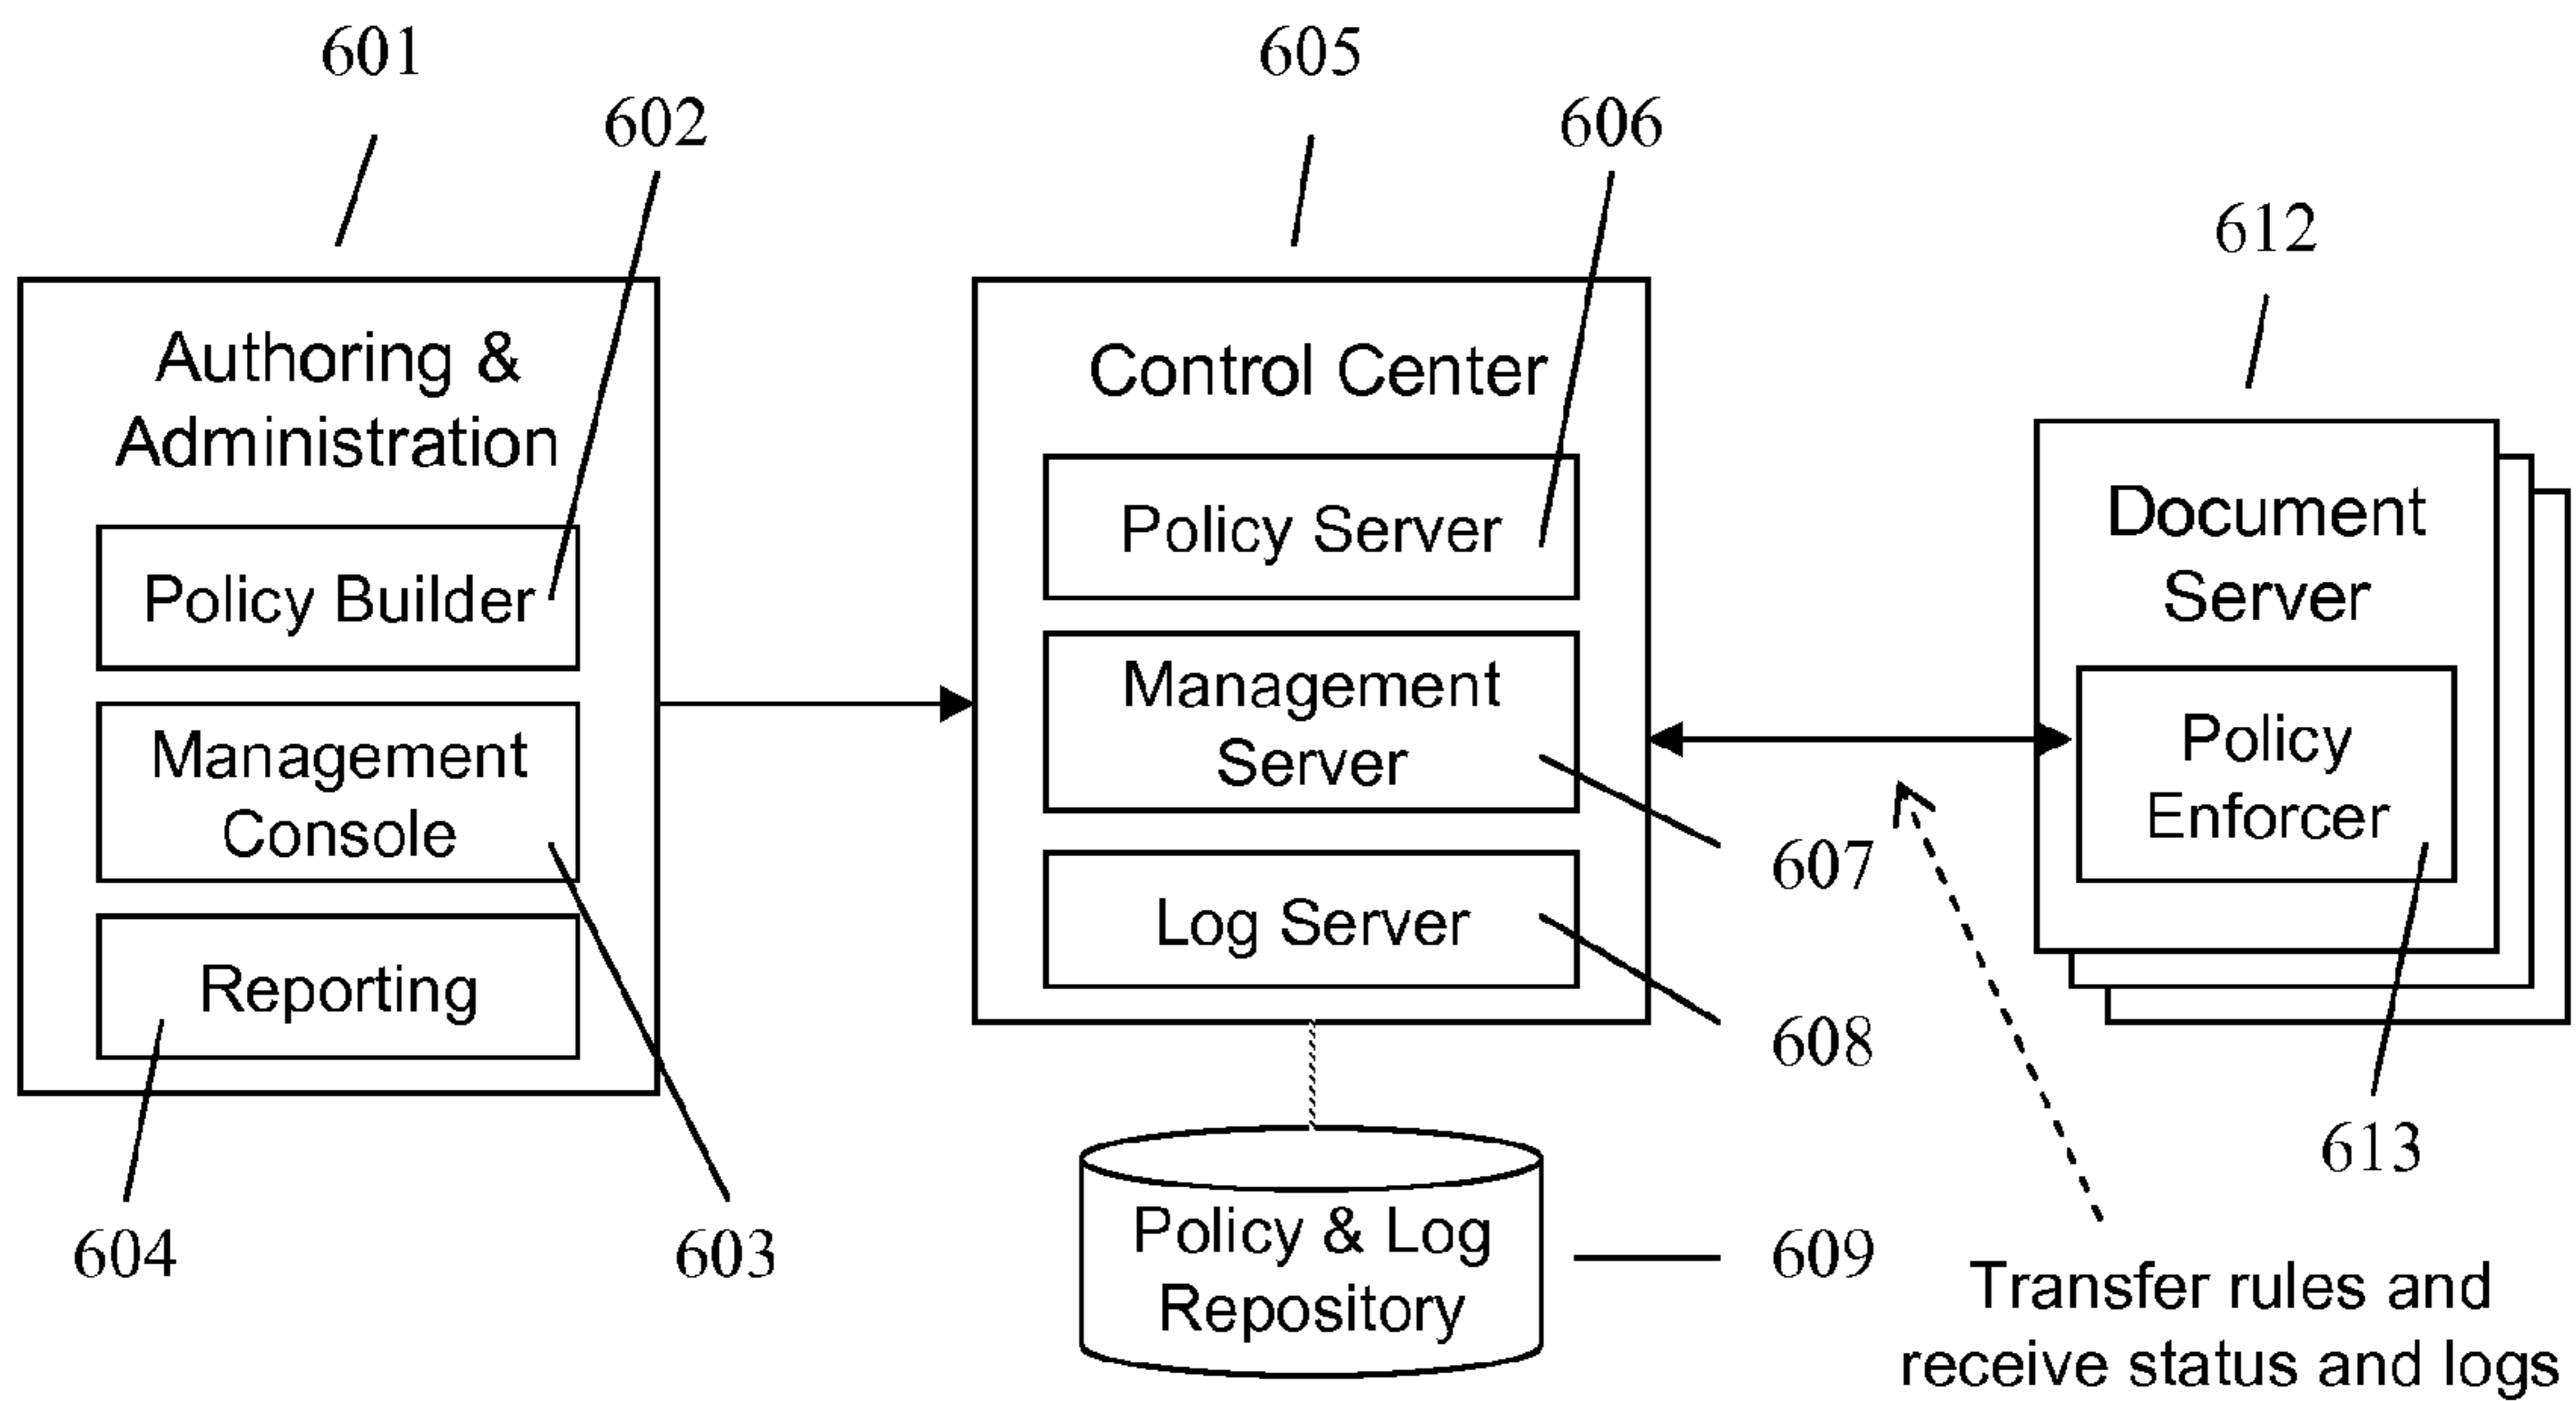 601
602
605
606
612
Authoring &
Administration
Policy Builder
Management
Console
Reporting
604
603
Control Center
Policy Server
Management
Server
Log Server
607
608
Policy & Log
Repository
609
Document
Server
Policy
Enforcer
613
Transfer rules and
receive status and logs